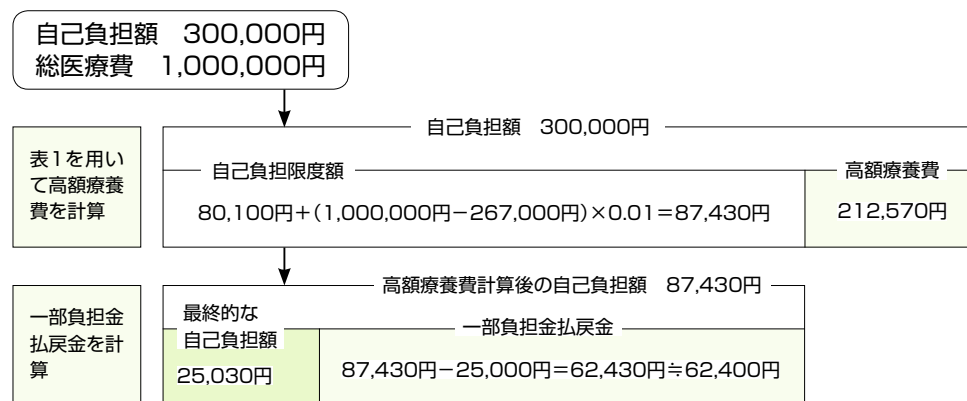 自己負担額　300,000円
総医療費　1,000,000円
自己負担額　300,000円
表1を用い
て高額療養
費を計算
自己負担限度額
高額療養費
80,100円＋（1,000,000円－267,000円）×0.01＝87,430円
212,570円
高額療養費計算後の自己負担額　87,430円
一部負担金
払戻金を計
算
最終的な
自己負担額
一部負担金払戻金
25,030円
87,430円－25,000円＝62,430円≒62,400円